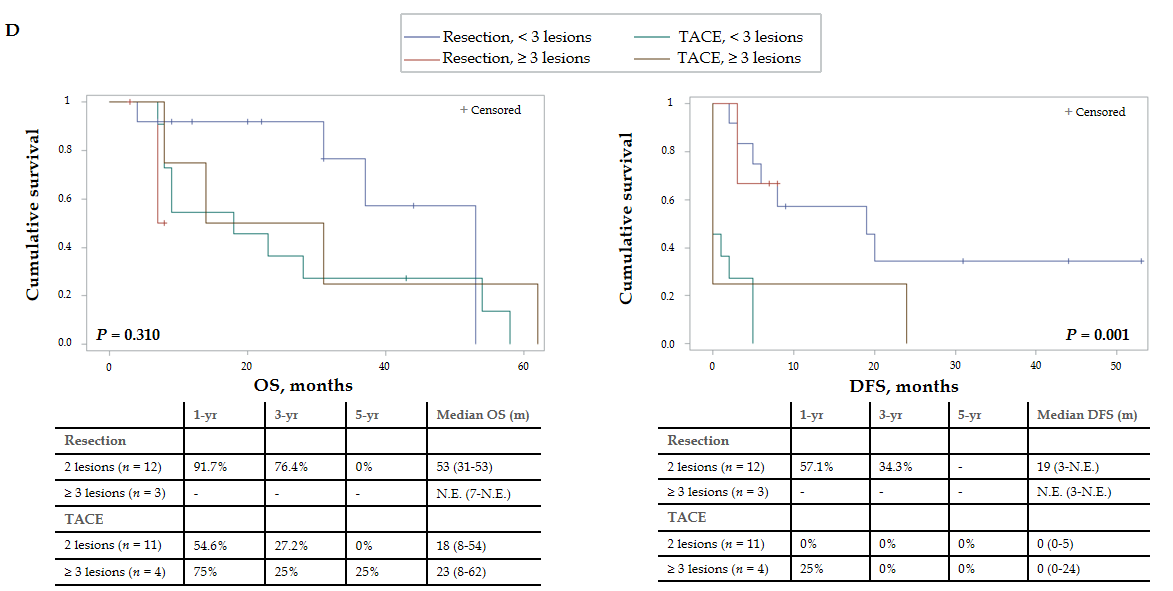 D
Resection, < 3 lesions
TACE, < 3 lesions
Resection, ≥ 3 lesions
TACE, ≥ 3 lesions
Cumulative survival
1
0.8
0.6
0.4
0.2
0.0
+ Censored
P = 0.310
0 20 40 60
OS, months
1-yr 3-yr 5-yr Median OS (m)
Resection
2 lesions (n = 12) 91.7% 76.4% 0% 53 (31-53)
≥ 3 lesions (n = 3) - - - N.E. (7-N.E.)
TACE
2 lesions (n = 11) 54.6% 27.2% 0% 18 (8-54)
≥ 3 lesions (n = 4) 75% 25% 25% 23 (8-62)
Cumulative survival
1
0.8
0.6
0.4
0.2
0.0
+ Censored
P = 0.001
0 10 20 30 40 50
DFS, months
1-yr 3-yr 5-yr Median DFS (m)
Resection
2 lesions (n = 12) 57.1% 34.3% - 19 (3-N.E.)
≥ 3 lesions (n = 3) - - - N.E. (3-N.E.)
TACE
2 lesions (n = 11) 0% 0% 0% 0 (0-5)
≥ 3 lesions (n = 4) 25% 0% 0% 0 (0-24)